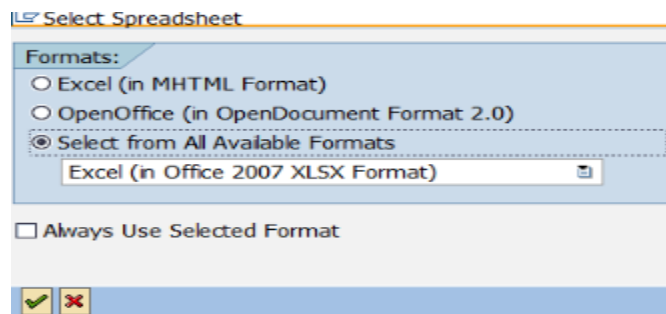 Select Spreadsheet
Formats:
Excel (in MHTML Format)
OpenOffice (in OpenDocument Format 2.0)
Select from All Available Formats
Excel (in Office 2007 XLSX Format)
Always Use Selected Format